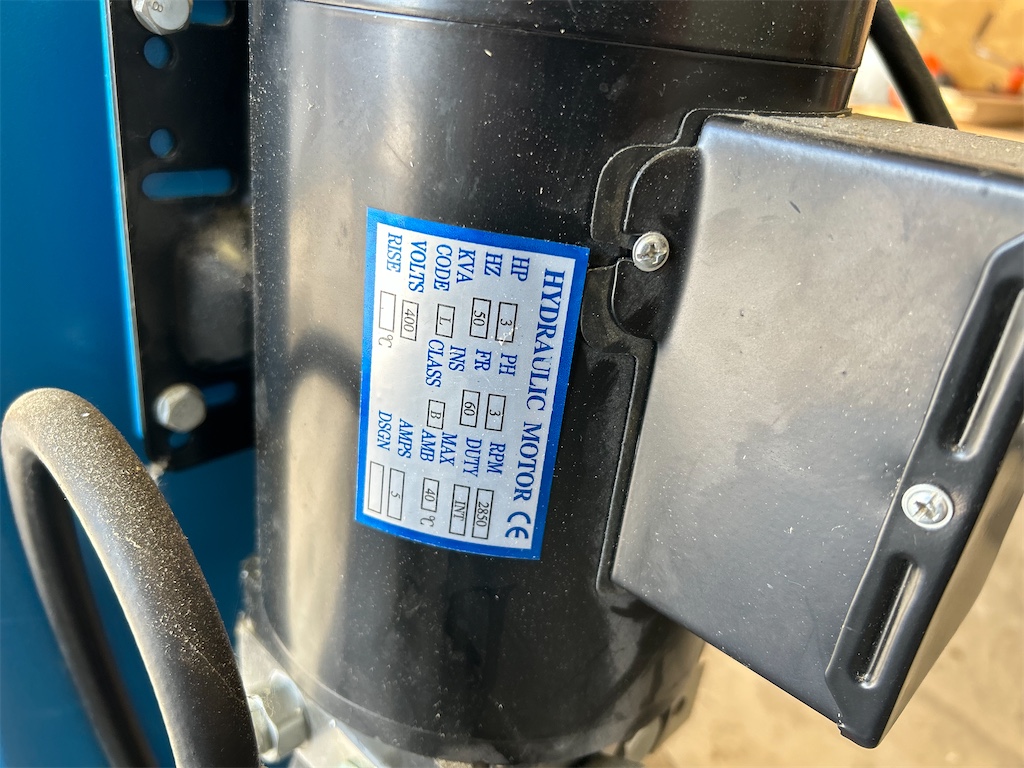 HYDRAULIC MOTOR CE
HP 3 PH 3 RPM 2850
HZ 50 FR 60 DUTY INT
KVA CODE L INS CLASS B MAX AMB 40 °C
VOLTS 400 AMPS 5
RISE °C DSGN
8